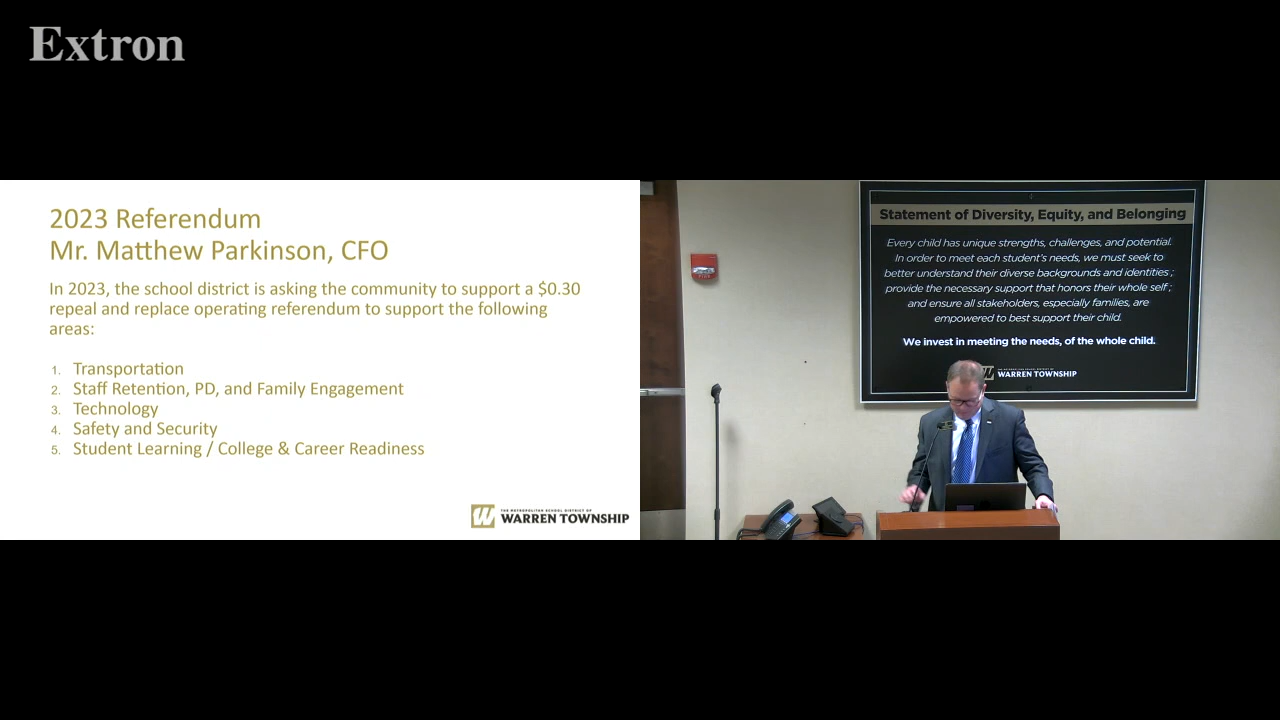 Extron
2023 Referendum
Mr. Matthew Parkinson, CFO
In 2023, the school district is asking the community to support a $0.30
repeal and replace operating referendum to support the following
areas:
1. Transportation
2. Staff Retention, PD, and Family Engagement
3. Technology
4. Safety and Security
5. Student Learning / College & Career Readiness
THE METROPOLITAN SCHOOL DISTRICT OF
WARREN TOWNSHIP
Statement of Diversity, Equity, and Belonging
Every child has unique strengths, challenges, and potential.
In order to meet each student's needs, we must seek to
better understand their diverse backgrounds and identities ;
provide the necessary support that honors their whole self ;
and ensure all stakeholders, especially families, are
empowered to best support their child.
We invest in meeting the needs, of the whole child.
WARREN TOWNSHIP